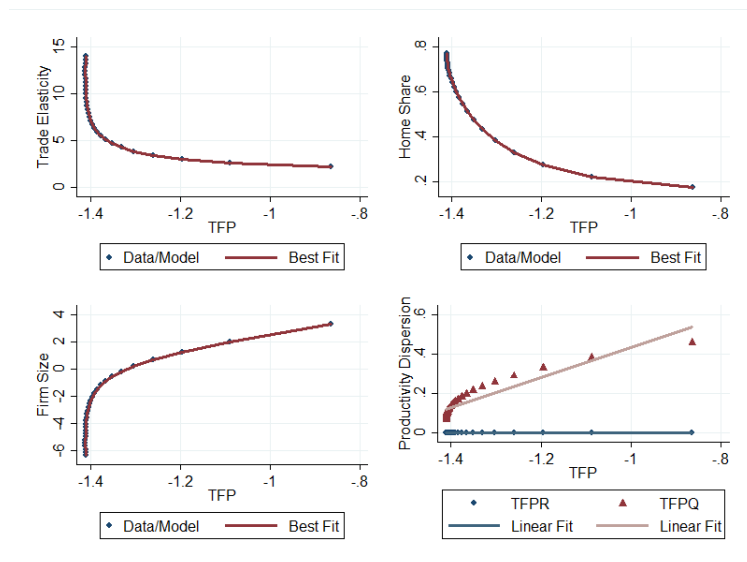 Trade Elasticity
15
10
5
0
-1.4 -1.2 -1 -.8
TFP
Data/Model Best Fit
Home Share
.8
.6
.4
.2
-1.4 -1.2 -1 -.8
TFP
Data/Model Best Fit
Firm Size
4
2
0
-2
-4
-6
-1.4 -1.2 -1 -.8
TFP
Data/Model Best Fit
Productivity Dispersion
.6
.4
.2
0
-1.4 -1.2 -1 -.8
TFP
TFPR TFPQ
Linear Fit Linear Fit